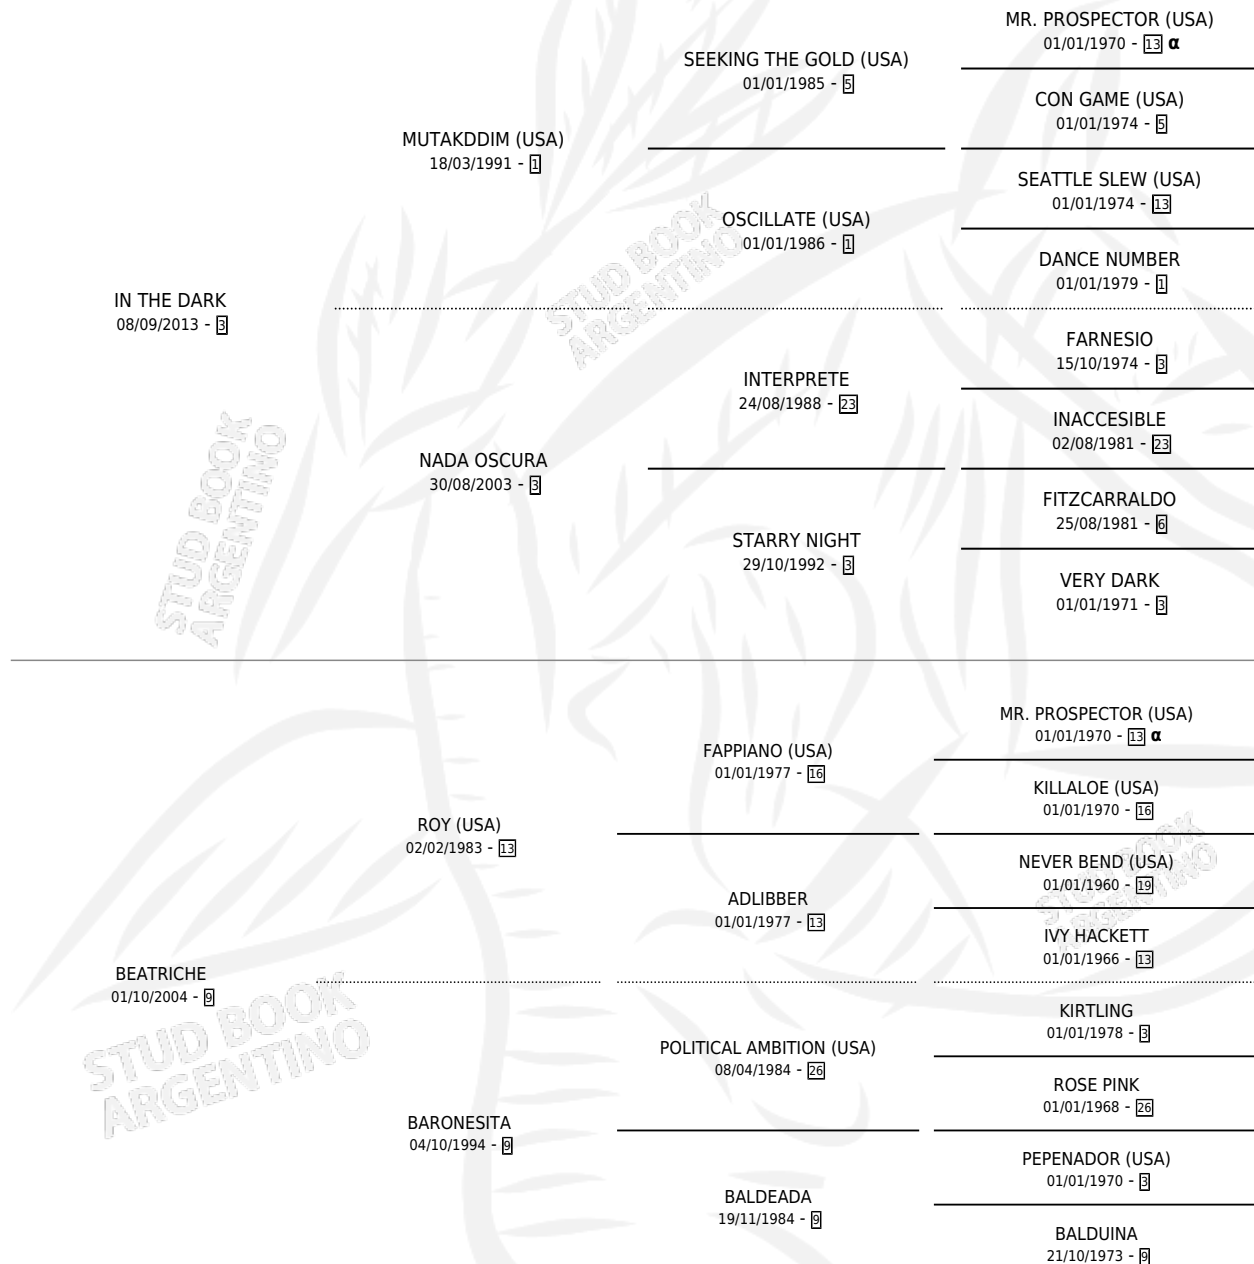 MR. PROSPECTOR (USA)
01/01/1970 - 13 α
SEEKING THE GOLD (USA)
01/01/1985 - 5
CON GAME (USA)
01/01/1974 - 5
MUTAKDDIM (USA)
18/03/1991 - 1
SEATTLE SLEW (USA)
01/01/1974 - 13
OSCILLATE (USA)
01/01/1986 - 1
DANCE NUMBER
01/01/1979 - 1
IN THE DARK
08/09/2013 - 3
FARNESIO
15/10/1974 - 3
INTERPRETE
24/08/1988 - 23
INACCESIBLE
02/08/1981 - 23
NADA OSCURA
30/08/2003 - 3
FITZCARRALDO
25/08/1981 - 6
STARRY NIGHT
29/10/1992 - 3
VERY DARK
01/01/1971 - 3
STUD BOOK
ARGENTINO
STUD BOOK
ARGENTINO
MR. PROSPECTOR (USA)
01/01/1970 - 13 α
FAPPIANO (USA)
01/01/1977 - 16
KILLALOE (USA)
01/01/1970 - 16
ROY (USA)
02/02/1983 - 13
NEVER BEND (USA)
01/01/1960 - 19
ADLIBBER
01/01/1977 - 13
IVY HACKETT
01/01/1966 - 13
BEATRICHE
01/10/2004 - 9
KIRTLING
01/01/1978 - 3
POLITICAL AMBITION (USA)
08/04/1984 - 26
ROSE PINK
01/01/1968 - 26
BARONESITA
04/10/1994 - 9
PEPENADOR (USA)
01/01/1970 - 3
BALDEADA
19/11/1984 - 9
BALDUINA
21/10/1973 - 9
STUD BOOK
ARGENTINO
STUD BOOK
ARGENTINO